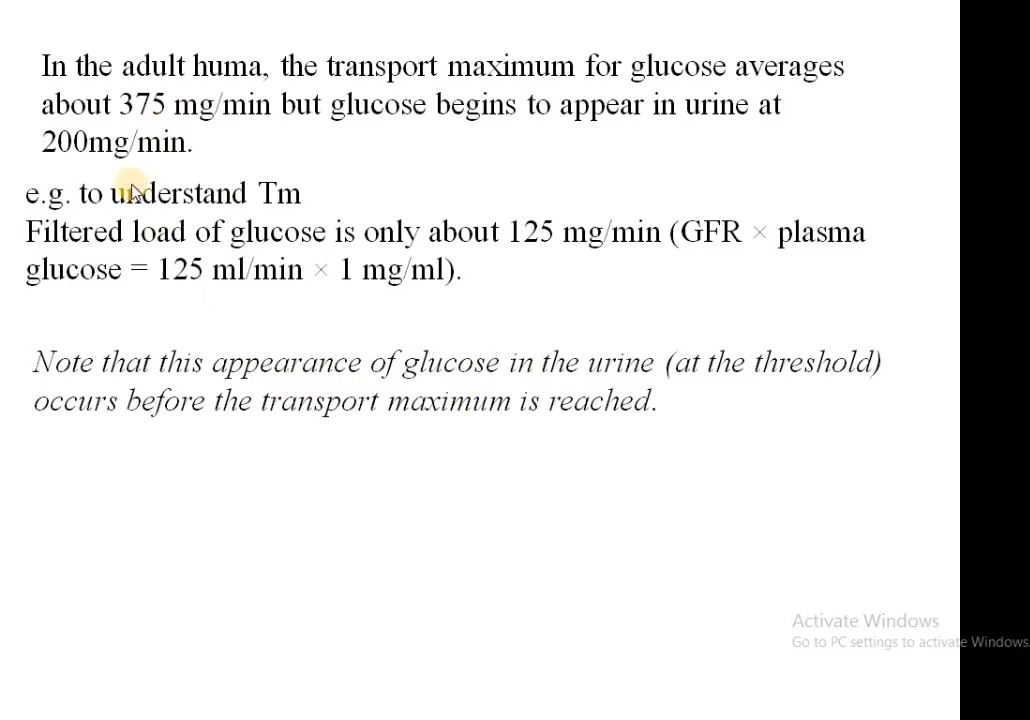 In the adult huma, the transport maximum for glucose averages
about 375 mg/min but glucose begins to appear in urine at
200mg/min.
e.g. to understand Tm
Filtered load of glucose is only about 125 mg/min (GFR × plasma
glucose = 125 ml/min × 1 mg/ml).
Note that this appearance of glucose in the urine (at the threshold)
occurs before the transport maximum is reached.
Activate Windows
Go to PC settings to activate Windows.